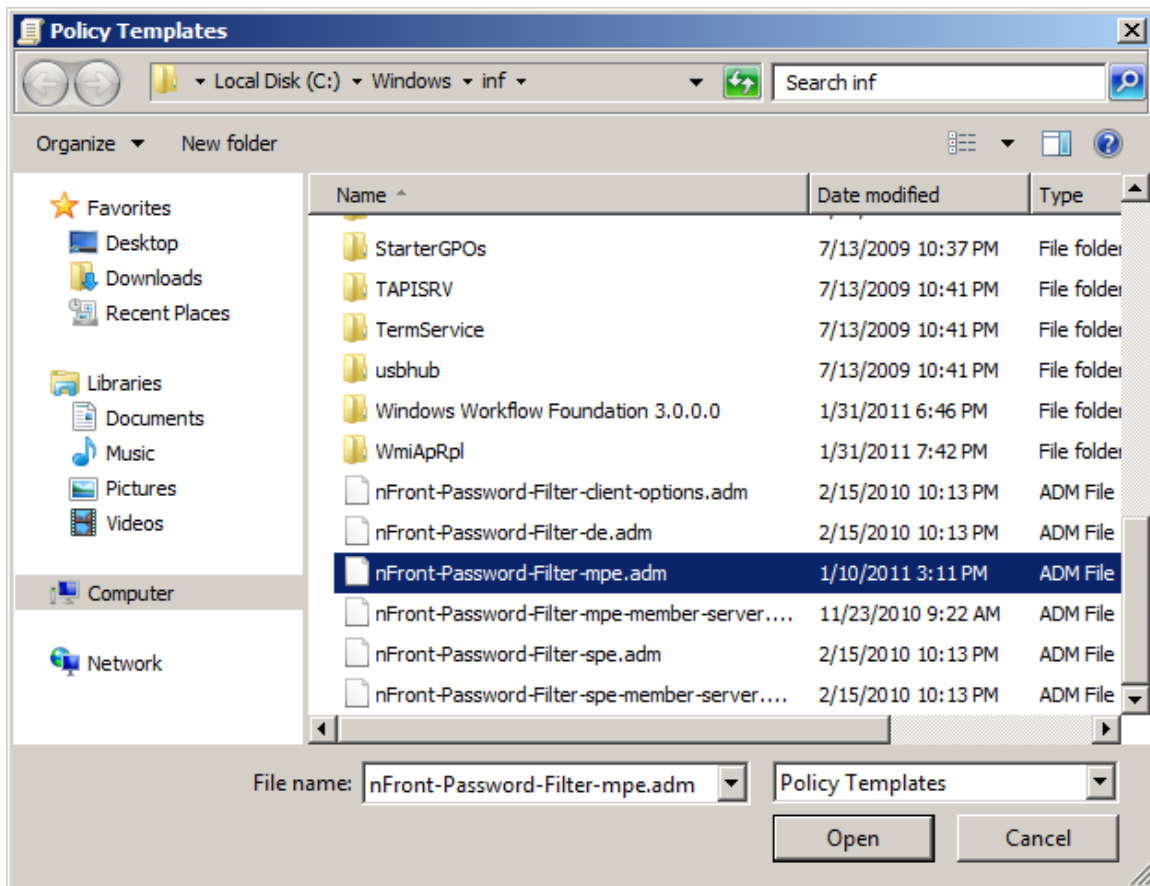 Policy Templates
Local Disk (C:) Windows inf
Search inf
Organize New folder
Name Date modified Type
Favorites
Desktop
Downloads
Recent Places
Libraries
Documents
Music
Pictures
Videos
Computer
Network
StarterGPOs 7/13/2009 10:37 PM File folder
TAPISRV 7/13/2009 10:41 PM File folder
TermService 7/13/2009 10:41 PM File folder
usbhub 7/13/2009 10:41 PM File folder
Windows Workflow Foundation 3.0.0.0 1/31/2011 6:46 PM File folder
WmiApRpl 1/31/2011 7:42 PM File folder
nFront-Password-Filter-client-options.adm 2/15/2010 10:13 PM ADM File
nFront-Password-Filter-de.adm 2/15/2010 10:13 PM ADM File
nFront-Password-Filter-mpe.adm 1/10/2011 3:11 PM ADM File
nFront-Password-Filter-mpe-member-server.... 11/23/2010 9:22 AM ADM File
nFront-Password-Filter-spe.adm 2/15/2010 10:13 PM ADM File
nFront-Password-Filter-spe-member-server.... 2/15/2010 10:13 PM ADM File
File name: nFront-Password-Filter-mpe.adm Policy Templates
Open Cancel